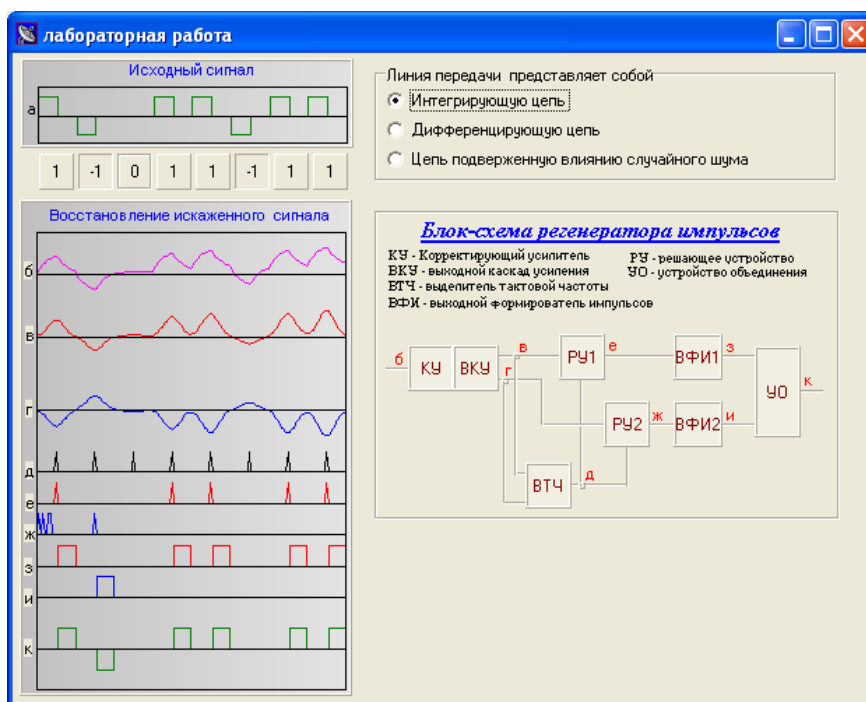 лабораторная работа
Исходный сигнал
а
1 -1 0 1 1 -1 1 1
Восстановление искаженного сигнала
б
в
г
д
е
ж
з
и
к
Линия передачи представляет собой
Интегрирующую цепь
Дифференцирующую цепь
Цепь подверженную влиянию случайного шума
Блок-схема регенератора импульсов
КУ - Корректирующий усилитель
ВКУ - выходной каскад усиления
ВТЧ - выделитель тактовой частоты
ВФИ - выходной формирователь импульсов
РУ - решающее устройство
УО - устройство объединения
б КУ ВКУ в г РУ1 е ВФИ1 з
УО к
РУ2 ж ВФИ2 и
ВТЧ д